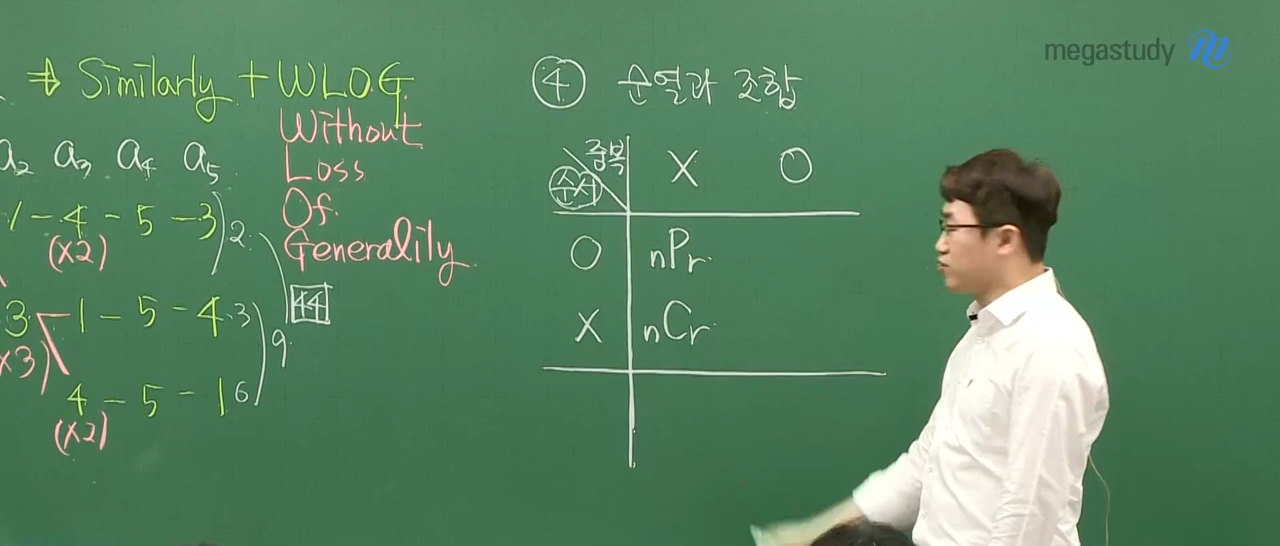 ⇒ Similarly + WLOG
Without
Loss
Of
Generalily
a₂ a₃ a₄ a₅
1 - 4 - 5 - 3 ) 2
(×2)
44
3 1 - 5 - 4 3
×3)
9
4 - 5 - 1 6
(×2)
④ 순열과 조합
중복 X O
순서
O nPr
X nCr
megastudy